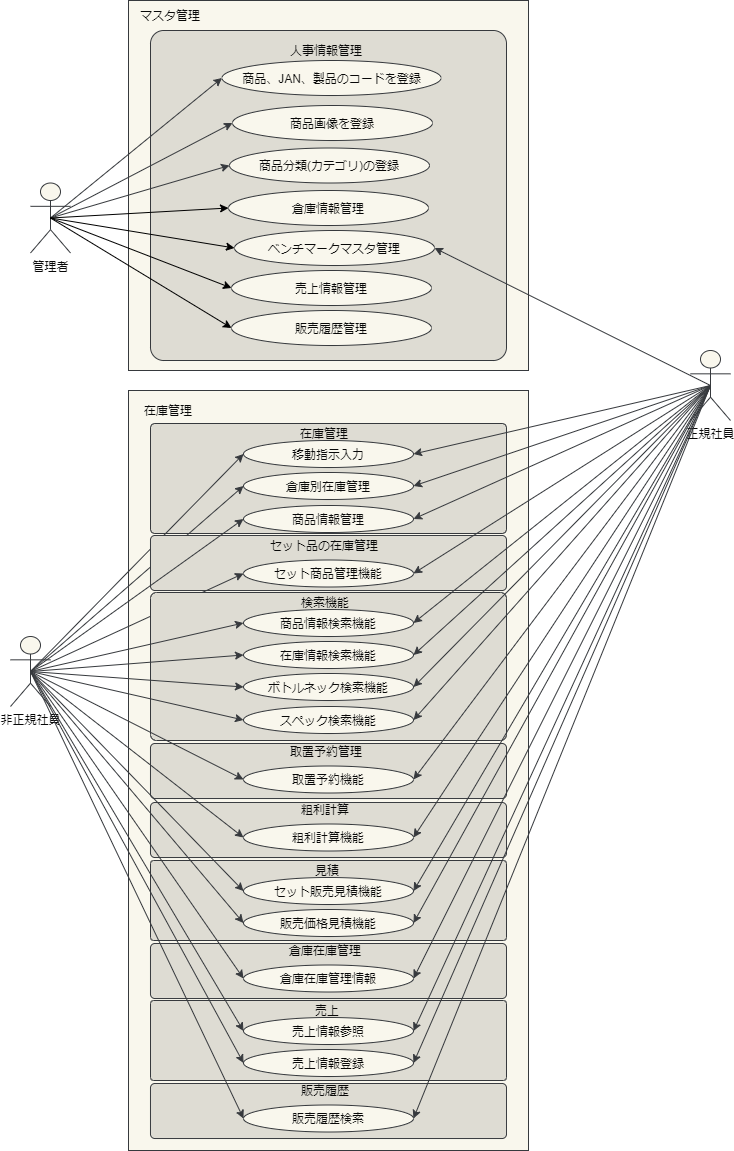 マスタ管理
人事情報管理
商品、JAN、製品のコードを登録
商品画像を登録
商品分類(カテゴリ)の登録
倉庫情報管理
ベンチマークマスタ管理
売上情報管理
販売履歴管理
管理者
正規社員
在庫管理
在庫管理
移動指示入力
倉庫別在庫管理
商品情報管理
セット品の在庫管理
セット商品管理機能
検索機能
商品情報検索機能
在庫情報検索機能
ボトルネック検索機能
スペック検索機能
非正規社員
取置予約管理
取置予約機能
粗利計算
粗利計算機能
見積
セット販売見積機能
販売価格見積機能
倉庫在庫管理
倉庫在庫管理情報
売上
売上情報参照
売上情報登録
販売履歴
販売履歴検索